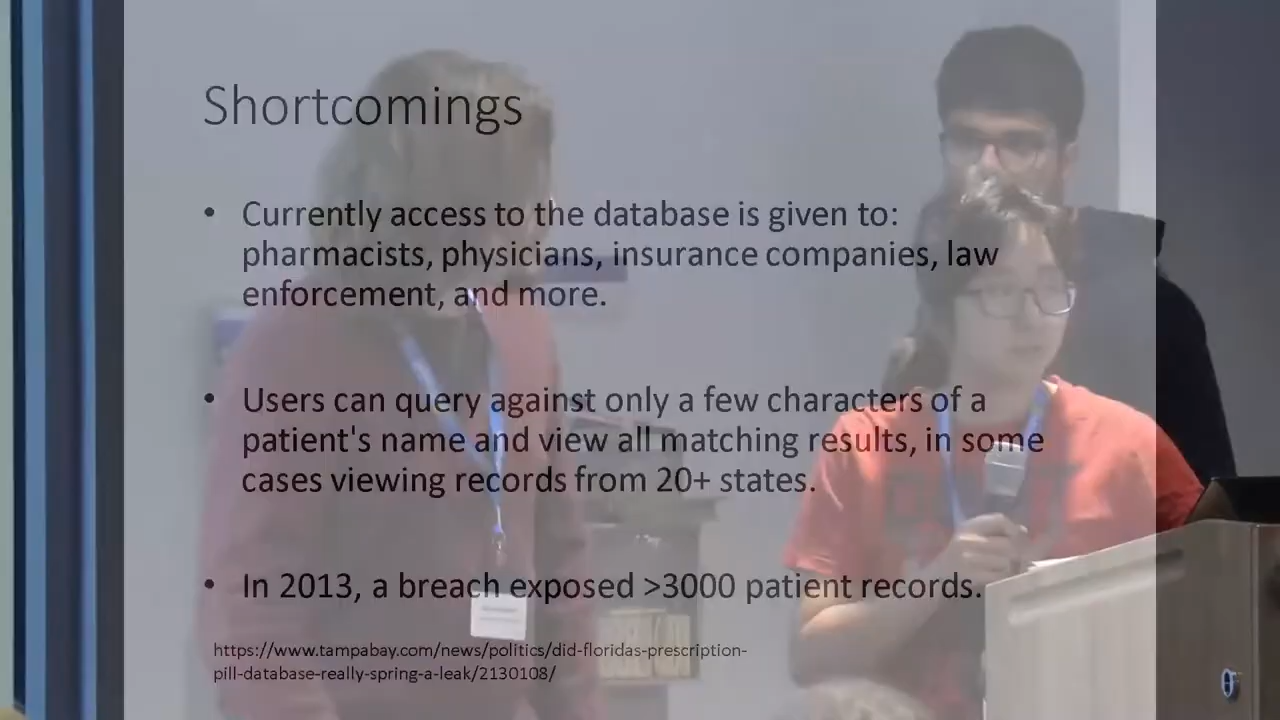 Shortcomings
• Currently access to the database is given to:
pharmacists, physicians, insurance companies, law
enforcement, and more.
• Users can query against only a few characters of a
patient's name and view all matching results, in some
cases viewing records from 20+ states.
• In 2013, a breach exposed >3000 patient records.
https://www.tampabay.com/news/politics/did-floridas-prescription-
pill-database-really-spring-a-leak/2130108/